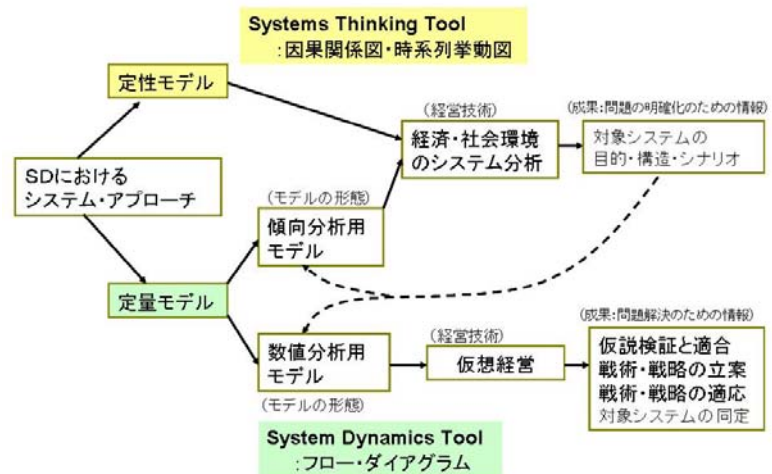 Systems Thinking Tool
:因果関係図・時系列挙動図
定性モデル
(経営技術)
経済・社会環境
のシステム分析
(成果:問題の明確化のための情報)
対象システムの
目的・構造・シナリオ
SDにおける
システム・アプローチ
(モデルの形態)
傾向分析用
モデル
定量モデル
数値分析用
モデル
(モデルの形態)
(経営技術)
仮想経営
(成果:問題解決のための情報)
仮説検証と適合
戦術・戦略の立案
戦術・戦略の適応
対象システムの同定
System Dynamics Tool
:フロー・ダイアグラム